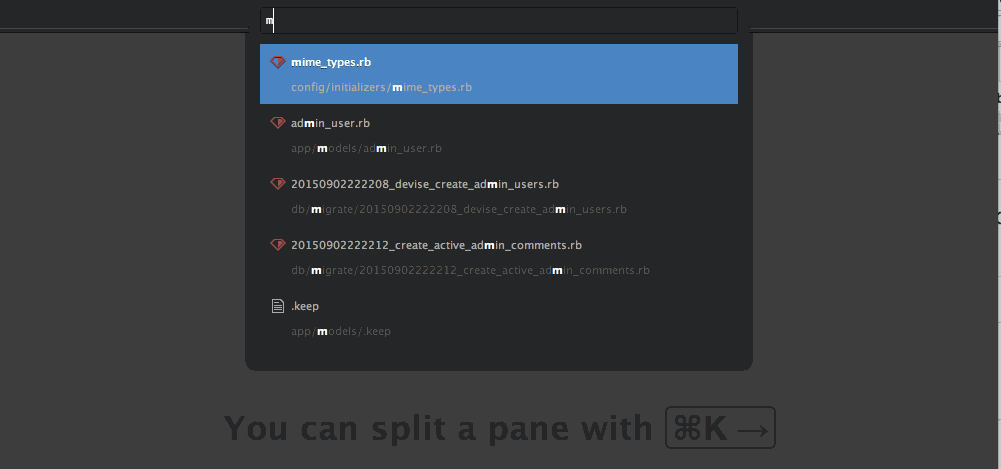 m
mime_types.rb
config/initializers/mime_types.rb
admin_user.rb
app/models/admin_user.rb
20150902222208_devise_create_admin_users.rb
db/migrate/20150902222208_devise_create_admin_users.rb
20150902222212_create_active_admin_comments.rb
db/migrate/20150902222212_create_active_admin_comments.rb
.keep
app/models/.keep
You can split a pane with ⌘K →